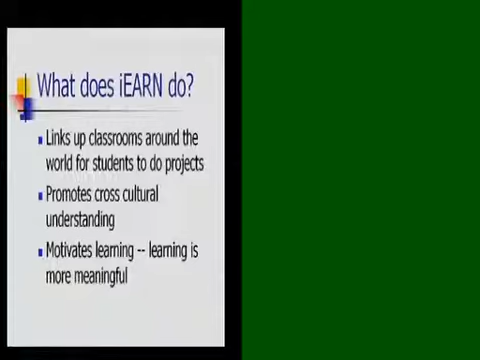 What does iEARN do?
Links up classrooms around the
world for students to do projects
Promotes cross cultural
understanding
Motivates learning -- learning is
more meaningful